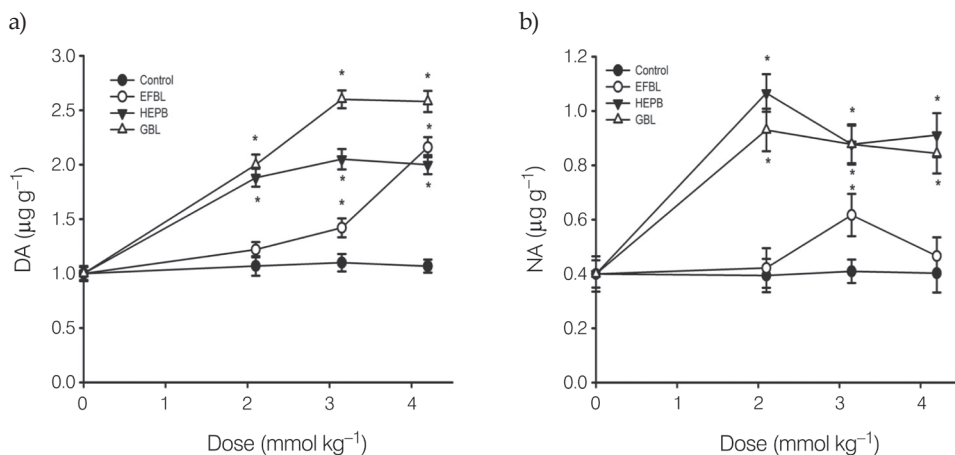 a)
DA (µg g⁻¹)
3.0
2.5
2.0
1.5
1.0
0.5
0.0
Control
EFBL
HEPB
GBL
*
*
*
*
*
*
*
*
0
1
2
3
4
Dose (mmol kg⁻¹)
b)
NA (µg g⁻¹)
1.2
1.0
0.8
0.6
0.4
0.2
0.0
Control
EFBL
HEPB
GBL
*
*
*
*
*
*
*
0
1
2
3
4
Dose (mmol kg⁻¹)